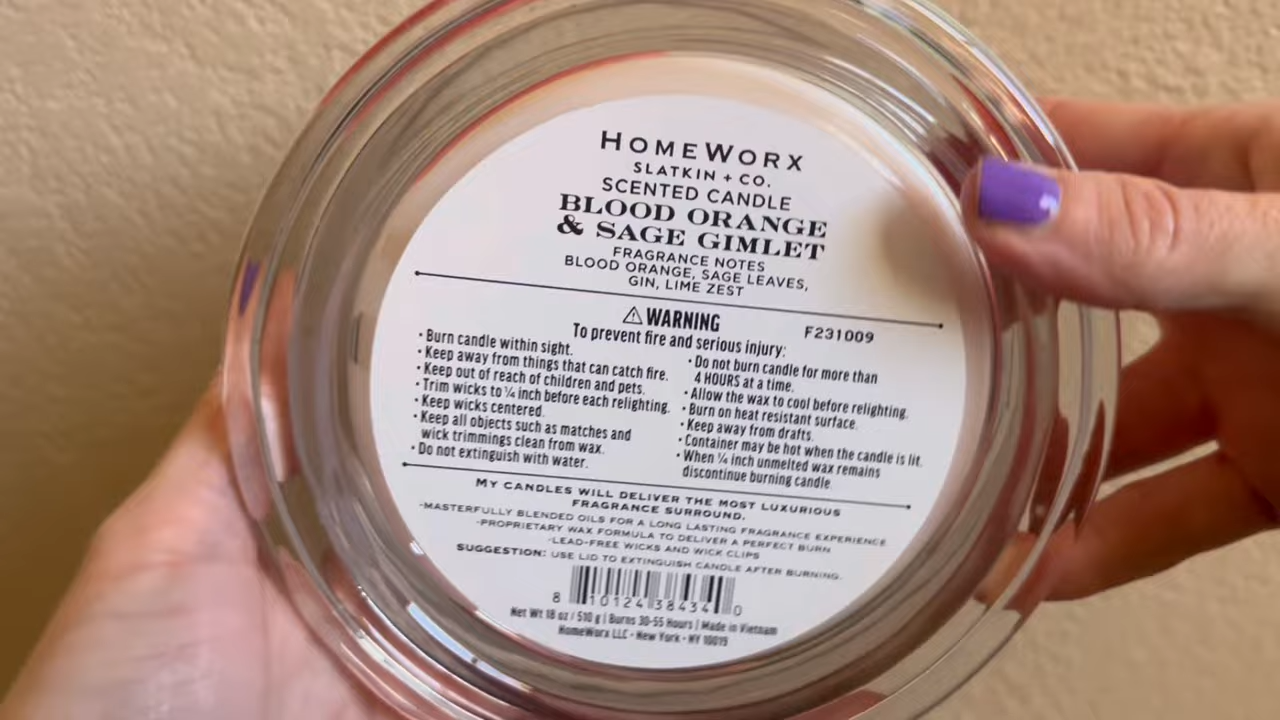 HOMEWORX
SLATKIN + CO.
SCENTED CANDLE
BLOOD ORANGE
& SAGE GIMLET
FRAGRANCE NOTES
BLOOD ORANGE, SAGE LEAVES,
GIN, LIME ZEST
⚠ WARNING
F231009
To prevent fire and serious injury:
• Burn candle within sight.
• Keep away from things that can catch fire.
• Keep out of reach of children and pets.
• Trim wicks to ¼ inch before each relighting.
• Keep wicks centered.
• Keep all objects such as matches and
wick trimmings clean from wax.
• Do not extinguish with water.
• Do not burn candle for more than
4 HOURS at a time.
• Allow the wax to cool before relighting.
• Burn on heat resistant surface.
• Keep away from drafts.
• Container may be hot when the candle is lit.
• When ¼ inch unmelted wax remains
discontinue burning candle.
MY CANDLES WILL DELIVER THE MOST LUXURIOUS
FRAGRANCE SURROUND.
-MASTERFULLY BLENDED OILS FOR A LONG LASTING FRAGRANCE EXPERIENCE
-PROPRIETARY WAX FORMULA TO DELIVER A PERFECT BURN
-LEAD-FREE WICKS AND WICK CLIPS
SUGGESTION: USE LID TO EXTINGUISH CANDLE AFTER BURNING.
8 10124 38434 0
Net Wt 18 oz / 510 g | Burns 30-55 Hours | Made in Vietnam
HomeWorx LLC • New York • NY 10019